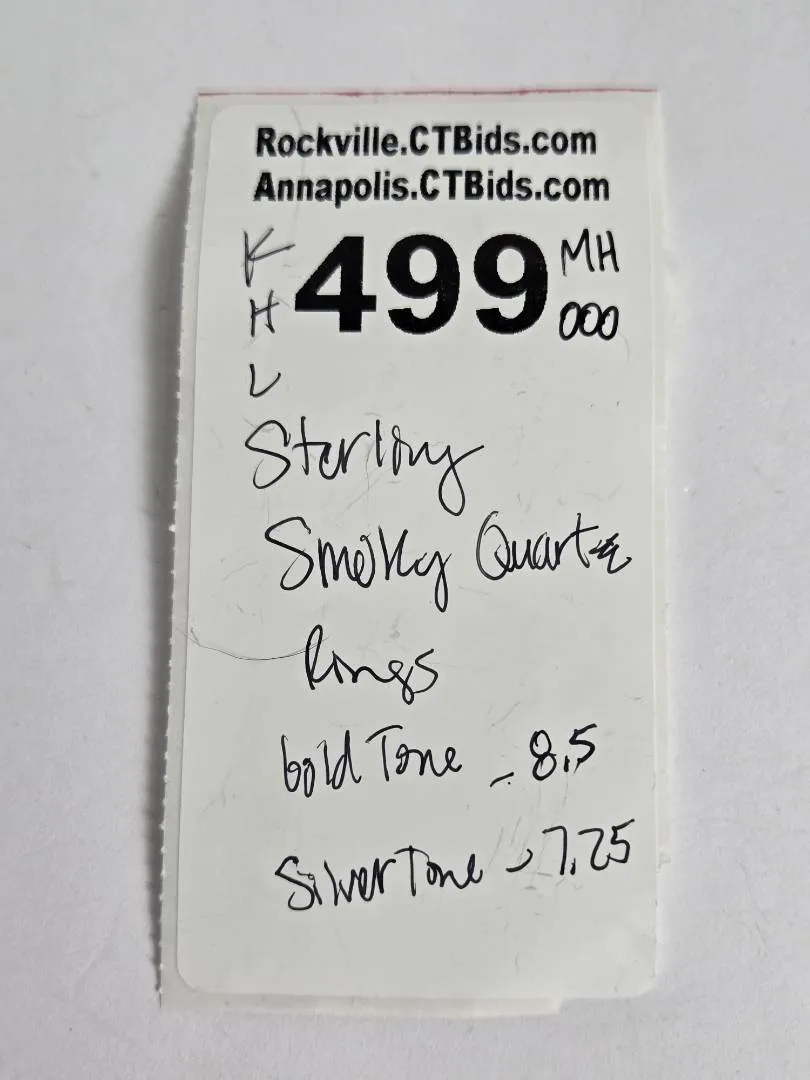 Rockville.CTBids.com
Annapolis.CTBids.com
K 499 MH
H 000
L
Sterling
Smoky Quartz
Rings
Gold Tone - 8.5
Silver Tone - 7.25